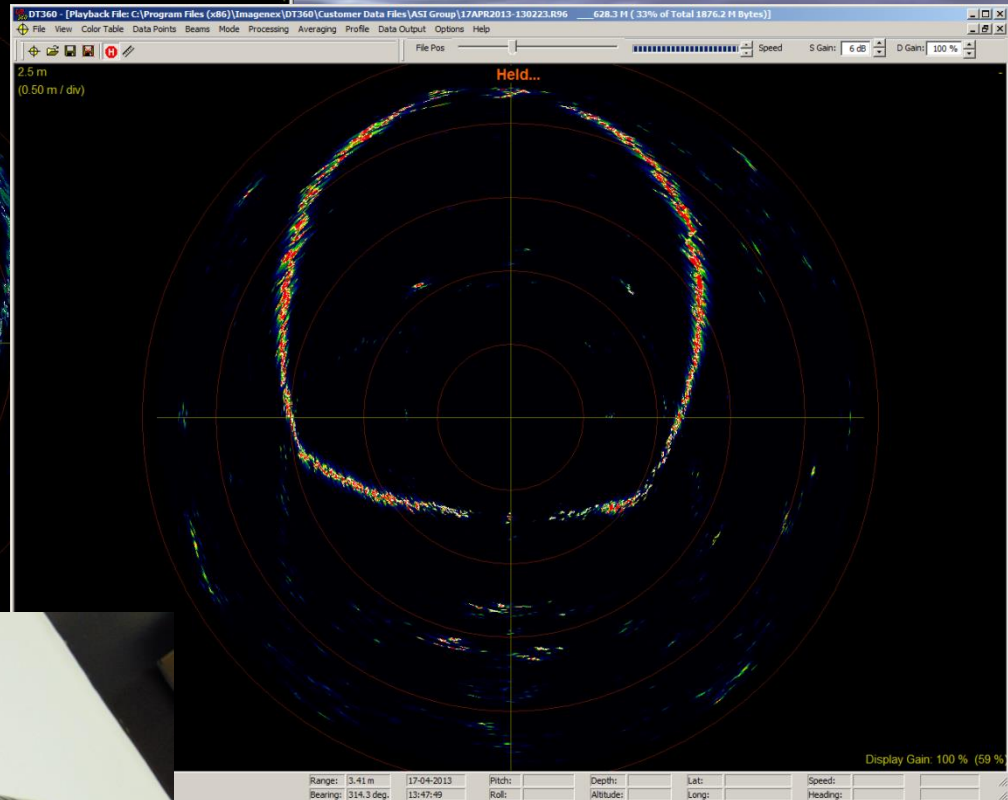 DT360 - [Playback File: C:\Program Files (x86)\Imagenex\DT360\Customer Data Files\ASI Group\17APR2013-130223.R96 ___628.3 M ( 33% of Total 1876.2 M Bytes)]
File View Color Table Data Points Beams Mode Processing Averaging Profile Data Output Options Help
File Pos Speed S Gain: 6 dB D Gain: 100 %
2.5 m
(0.50 m / div)
Held...
Display Gain: 100 % (59 %
Range: 3.41 m 17-04-2013 Pitch: Depth: Lat: Speed:
Bearing: 314.3 deg. 13:47:49 Roll: Altitude: Long: Heading: